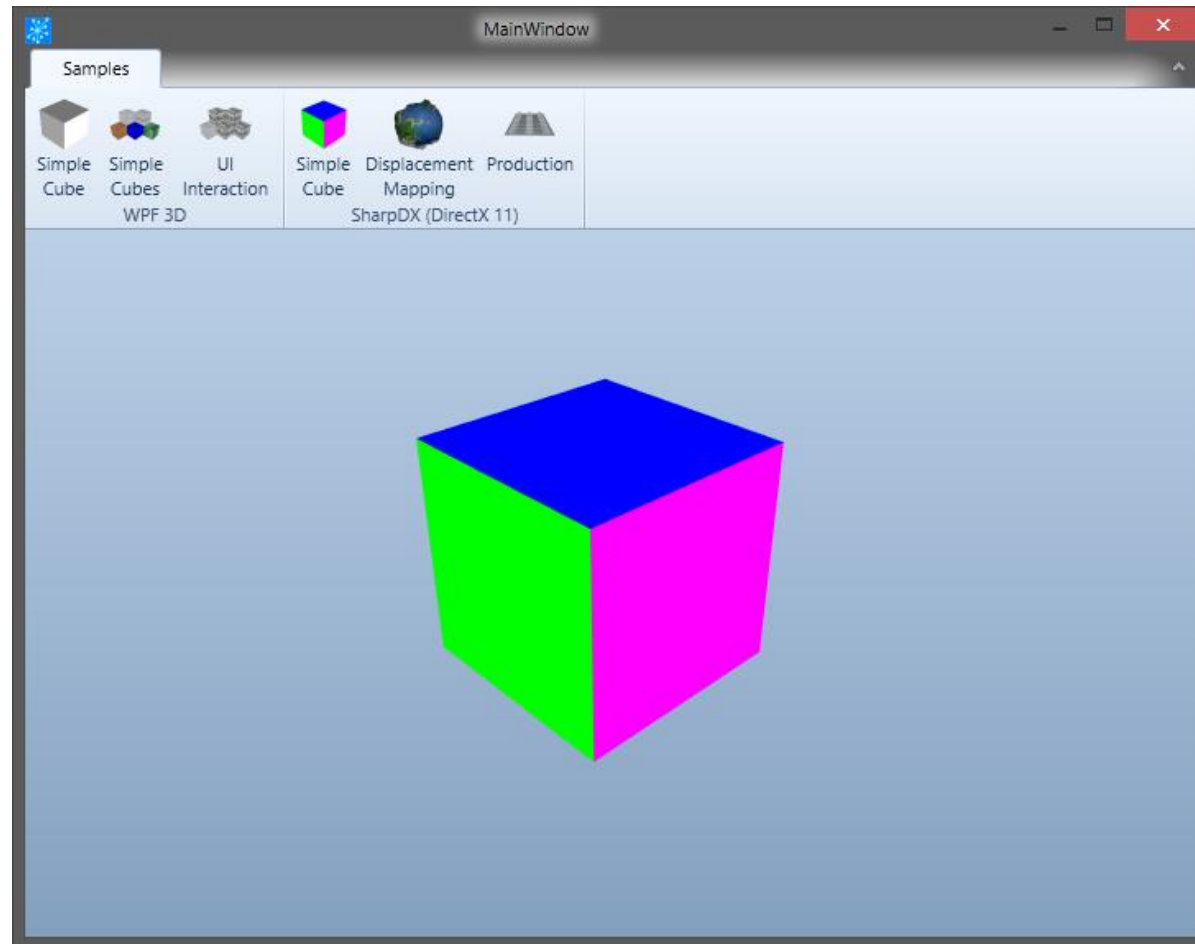 MainWindow
Samples
Simple Cube
Simple Cubes
UI Interaction
WPF 3D
Simple Cube
Displacement Mapping
Production
SharpDX (DirectX 11)